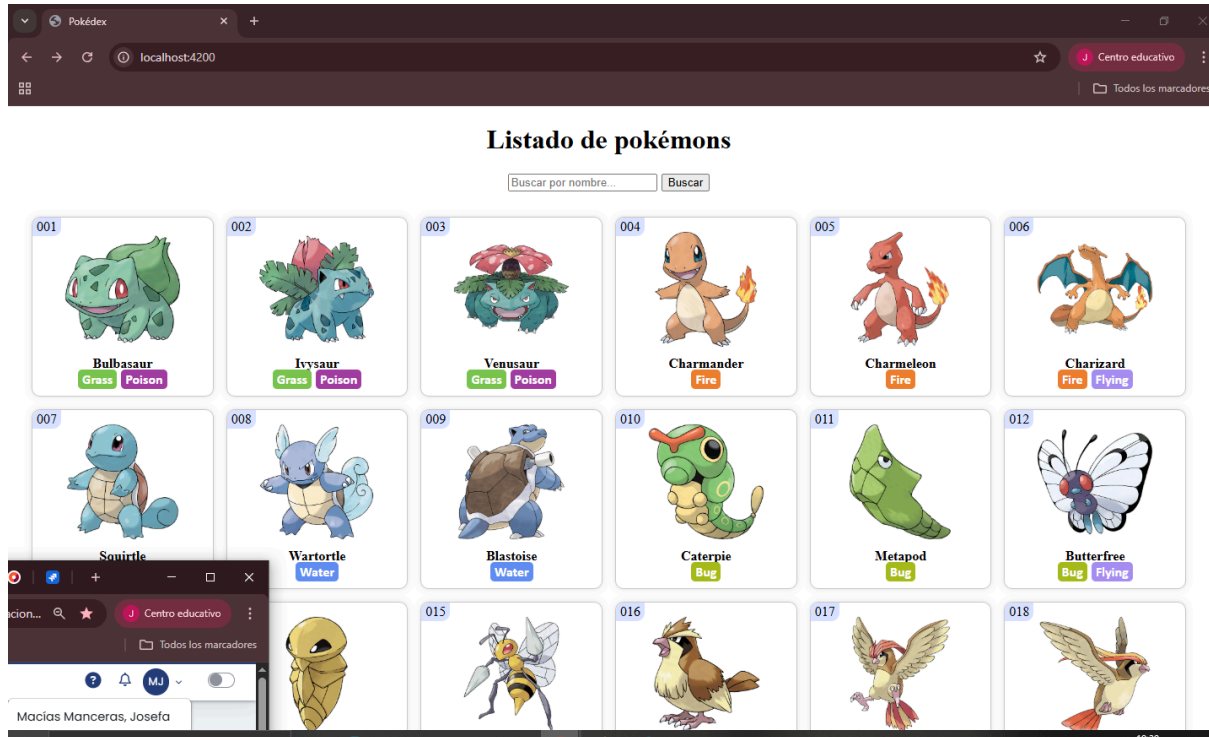 Pokédex
localhost:4200
J Centro educativo
Todos los marcadores
Listado de pokémons
Buscar por nombre... Buscar
001 002 003 004 005 006
Bulbasaur Ivysaur Venusaur Charmander Charmeleon Charizard
Grass Poison Grass Poison Grass Poison Fire Fire Fire Flying
007 008 009 010 011 012
Squirtle Wartortle Blastoise Caterpie Metapod Butterfree
Water Water Bug Bug Bug Flying
015 016 017 018
J Centro educativo
Todos los marcadores
MJ
Macías Manceras, Josefa